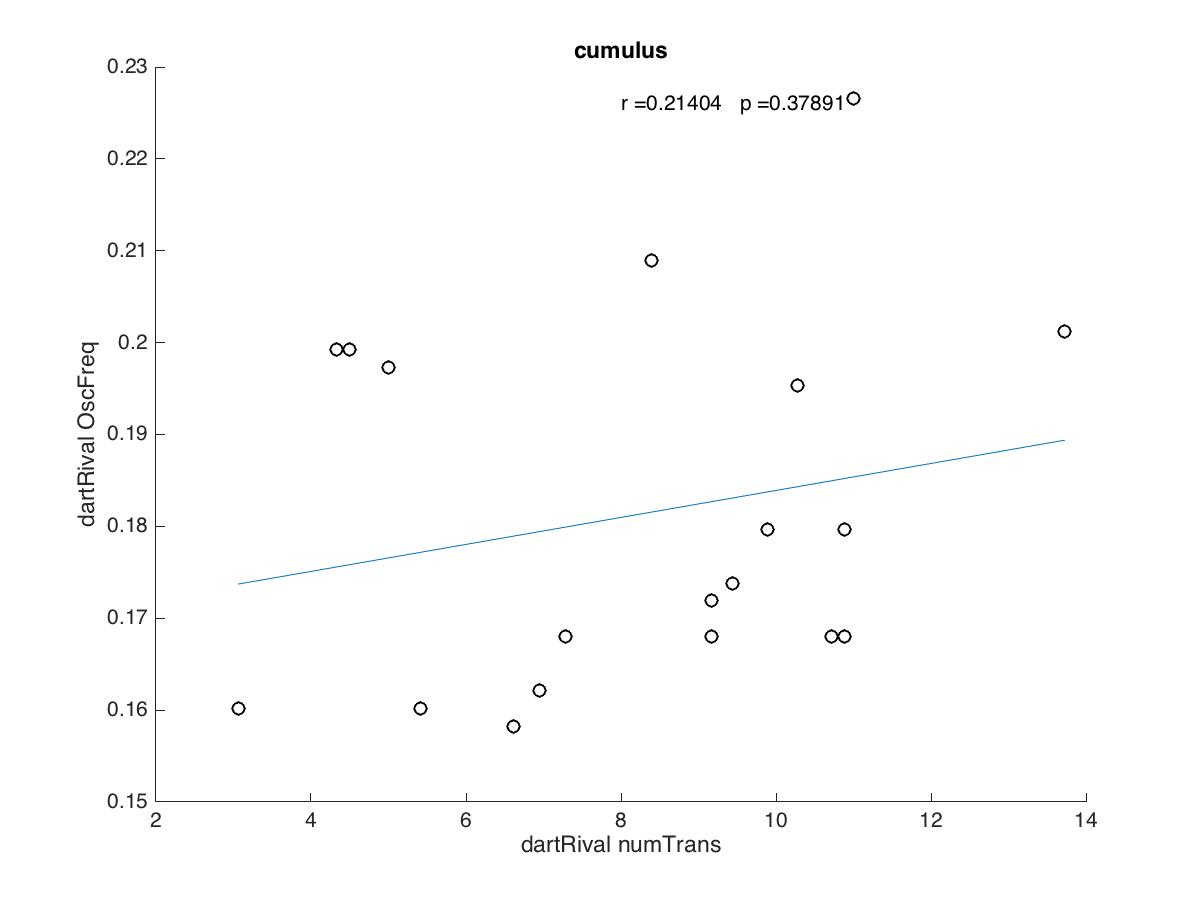 cumulus
r =0.21404 p =0.37891
0.23
0.22
0.21
0.2
0.19
0.18
0.17
0.16
0.15
dartRival OscFreq
2 4 6 8 10 12 14
dartRival numTrans